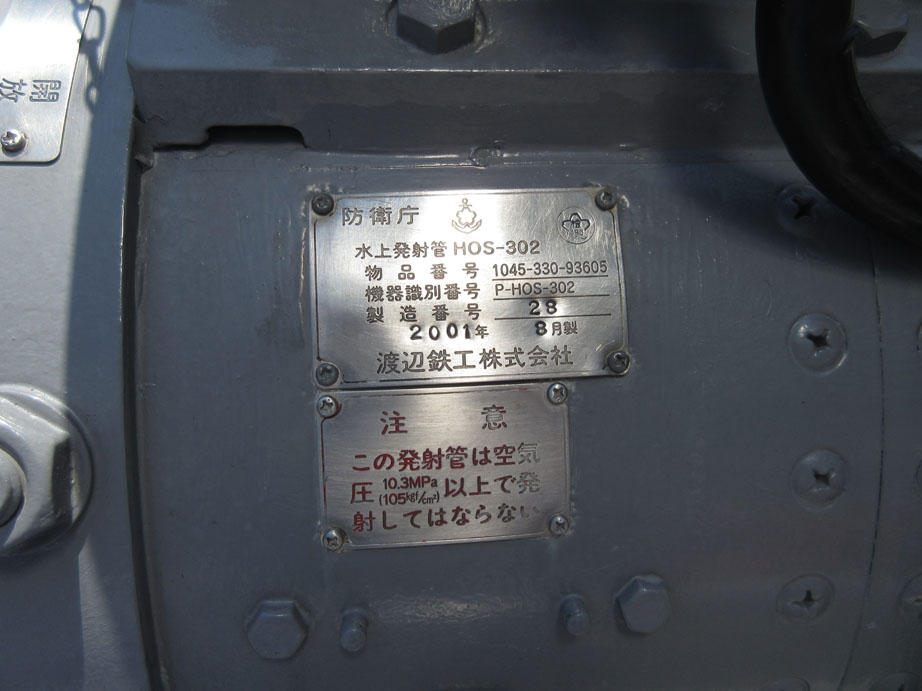 開放
防衛庁
水上発射管 HOS-302
物品番号 1045-330-93605
機器識別番号 P-HOS-302
製造番号 28
2001年 8月製
渡辺鉄工株式会社
注意
この発射管は空気
圧 10.3MPa (105kgf/cm²) 以上で発
射してはならない